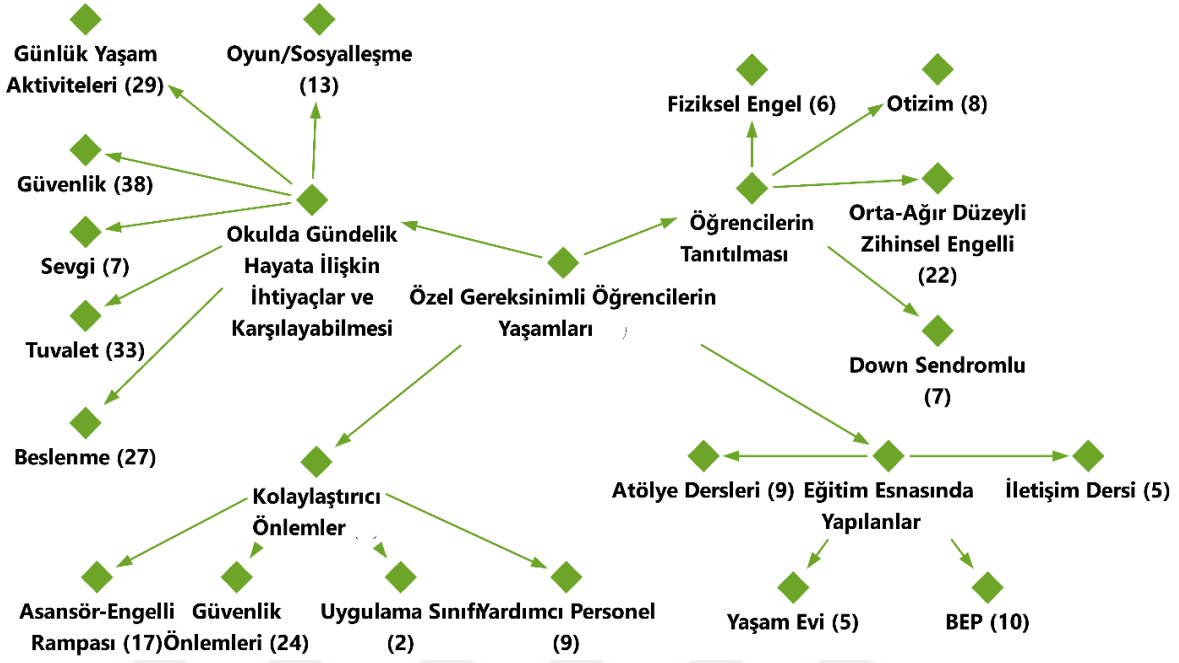 Günlük Yaşam
Aktiviteleri (29)
Oyun/Sosyalleşme
(13)
Fiziksel Engel (6)
Otizim (8)
Güvenlik (38)
Sevgi (7)
Tuvalet (33)
Beslenme (27)
Okulda Gündelik
Hayata İlişkin
İhtiyaçlar ve
Karşılayabilmesi
Öğrencilerin
Tanıtılması
Orta-Ağır Düzeyli
Zihinsel Engelli
(22)
Özel Gereksinimli Öğrencilerin
Yaşamları
Down Sendromlu
(7)
Kolaylaştırıcı
Önlemler
Atölye Dersleri (9)
Eğitim Esnasında
Yapılanlar
İletişim Dersi (5)
Asansör-Engelli
Rampası (17)
Güvenlik
Önlemleri (24)
Uygulama Sınıfı
(2)
Yardımcı Personel
(9)
Yaşam Evi (5)
BEP (10)